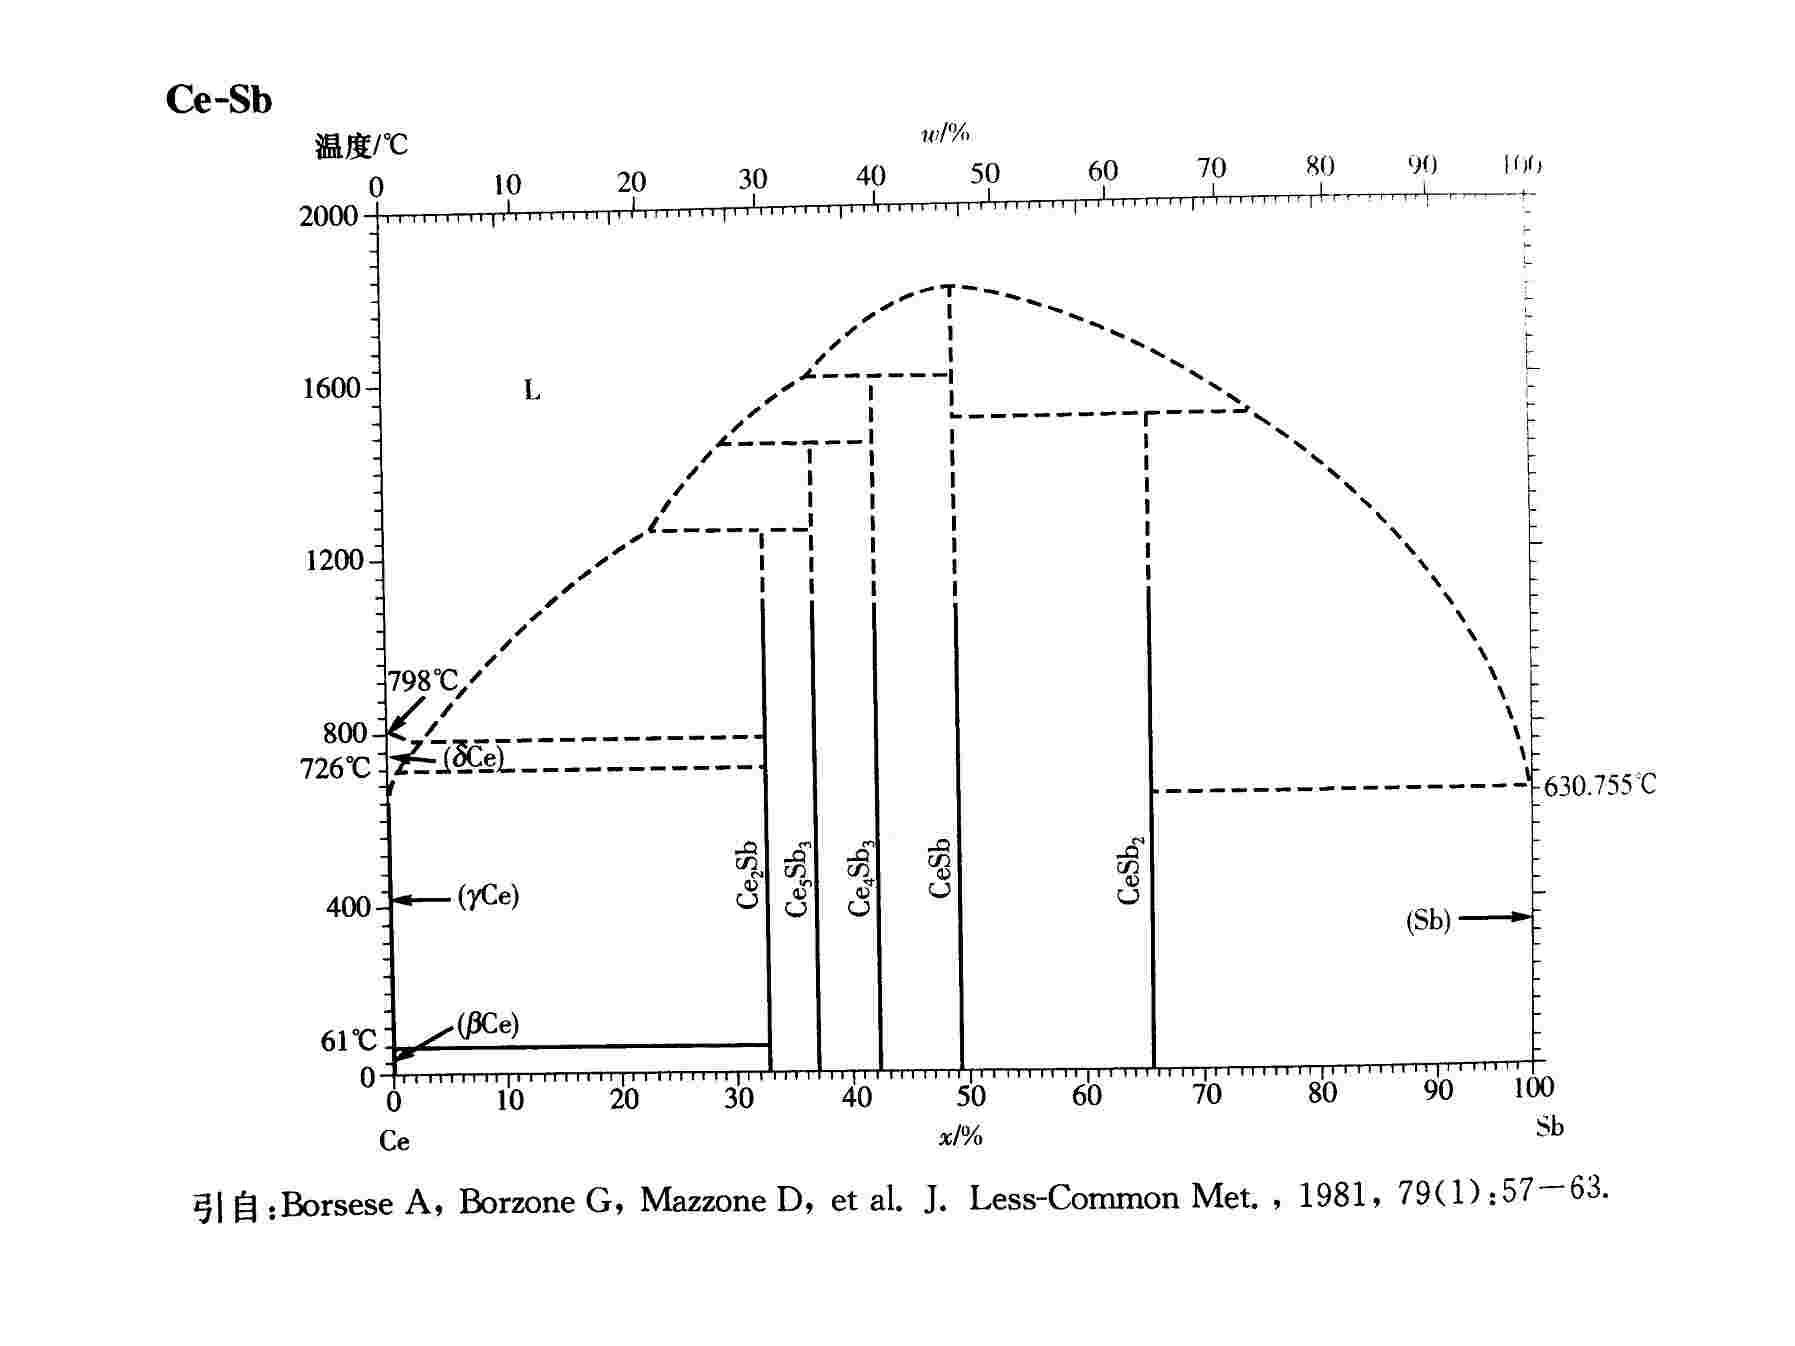 Ce-Sb
温度/℃
w/%
0 10 20 30 40 50 60 70 80 90 100
2000
1600
1200
800
400
0
L
798℃
(δCe)
726℃
630.755℃
(γCe)
(Sb)
(βCe)
61℃
Ce₂Sb
Ce₅Sb₃
Ce₄Sb₃
CeSb
CeSb₂
0 10 20 30 40 50 60 70 80 90 100
Ce x/% Sb
引自:Borsese A, Borzone G, Mazzone D, et al. J. Less-Common Met. , 1981, 79(1):57—63.